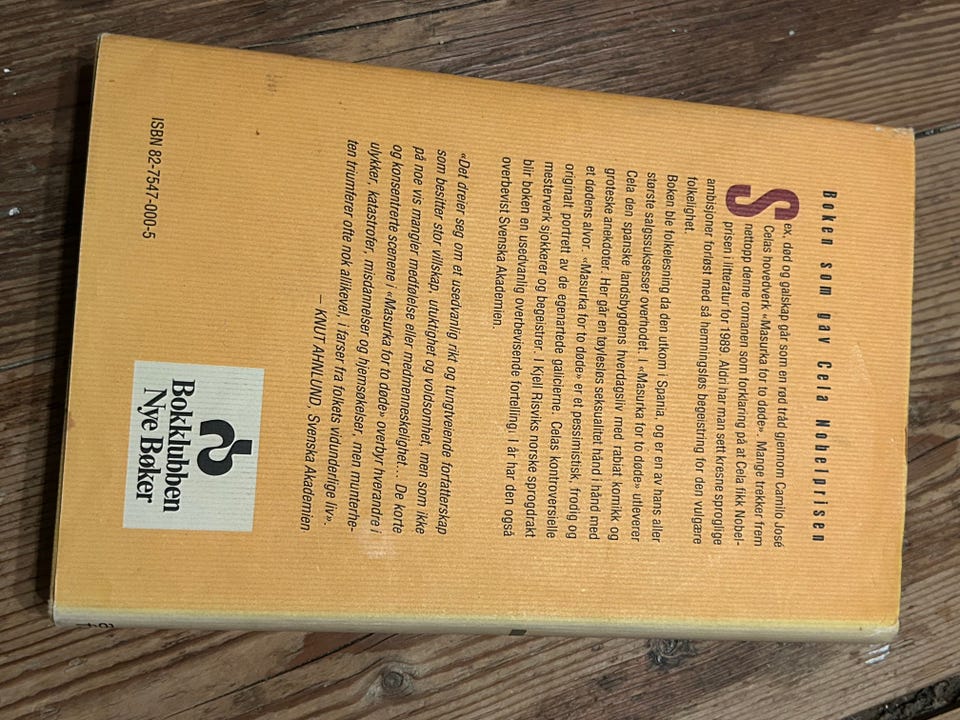 Boken som gav Cela Nobelprisen
Sex, død og galskap går som en rød tråd gjennom Camilo José
Celas hovedverk «Masurka for to døde». Mange trekker frem
nettopp denne romanen som forklaring på at Cela fikk Nobel-
prisen i litteratur for 1989. Aldri har man sett kresne sproglige
ambisjoner forløst med så hemningsløs begeistring for den vulgære
folkelighet.
Boken ble folkelesning da den utkom i Spania, og er en av hans aller
største salgssuksesser overhodet. I «Masurka for to døde» utleverer
Cela den spanske landsbygdens hverdagsliv med rabiat komikk og
groteske anekdoter. Her går en tøylesløs seksualitet hånd i hånd med
et dødens alvor. «Masurka for to døde» er et pessimistisk, frodig og
originalt portrett av de egenartede galicierne. Celas kontroversielle
mesterverk sjokkerer og begeistrer. I Kjell Risviks norske sprogdrakt
blir boken en usedvanlig overbevisende fortelling. I år har den også
overbevist Svenska Akademien.
«Det dreier seg om et usedvanlig rikt og tungtveiende forfatterskap
som besitter stor villskap, utuktighet og voldsomhet, men som ikke
på noe vis mangler medfølelse eller medmenneskelighet.. De korte
og konsentrerte scenene i «Masurka for to døde» overbyr hverandre i
ulykker, katastrofer, misdannelser og hjemsøkelser, men munterhe-
ten triumferer ofte nok allikevel, i farser fra folkets vidunderlige liv».
— KNUT AHNLUND, Svenska Akademien
ISBN 82-7547-000-5
Bokklubben
Nye Bøker